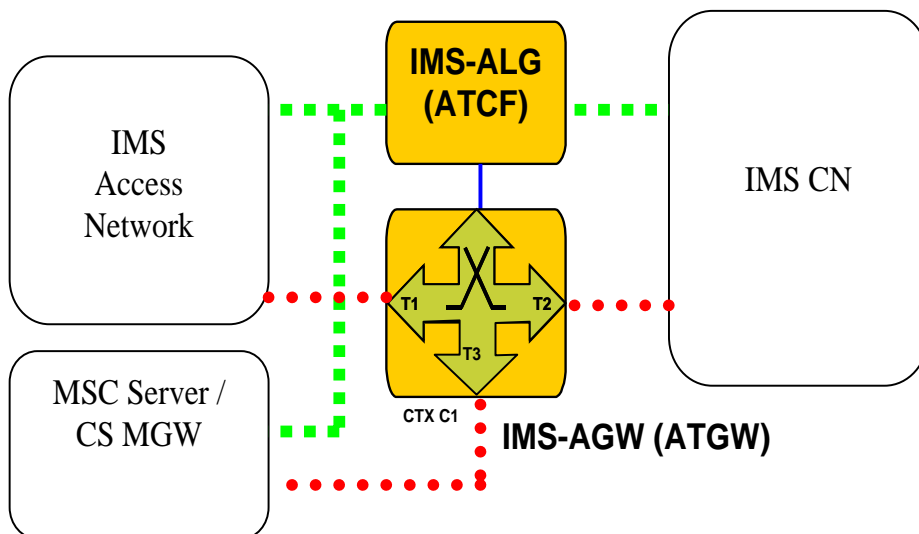 IMS-ALG
(ATCF)
IMS
Access
Network
IMS CN
T1
T2
T3
MSC Server /
CS MGW
CTX C1
IMS-AGW (ATGW)